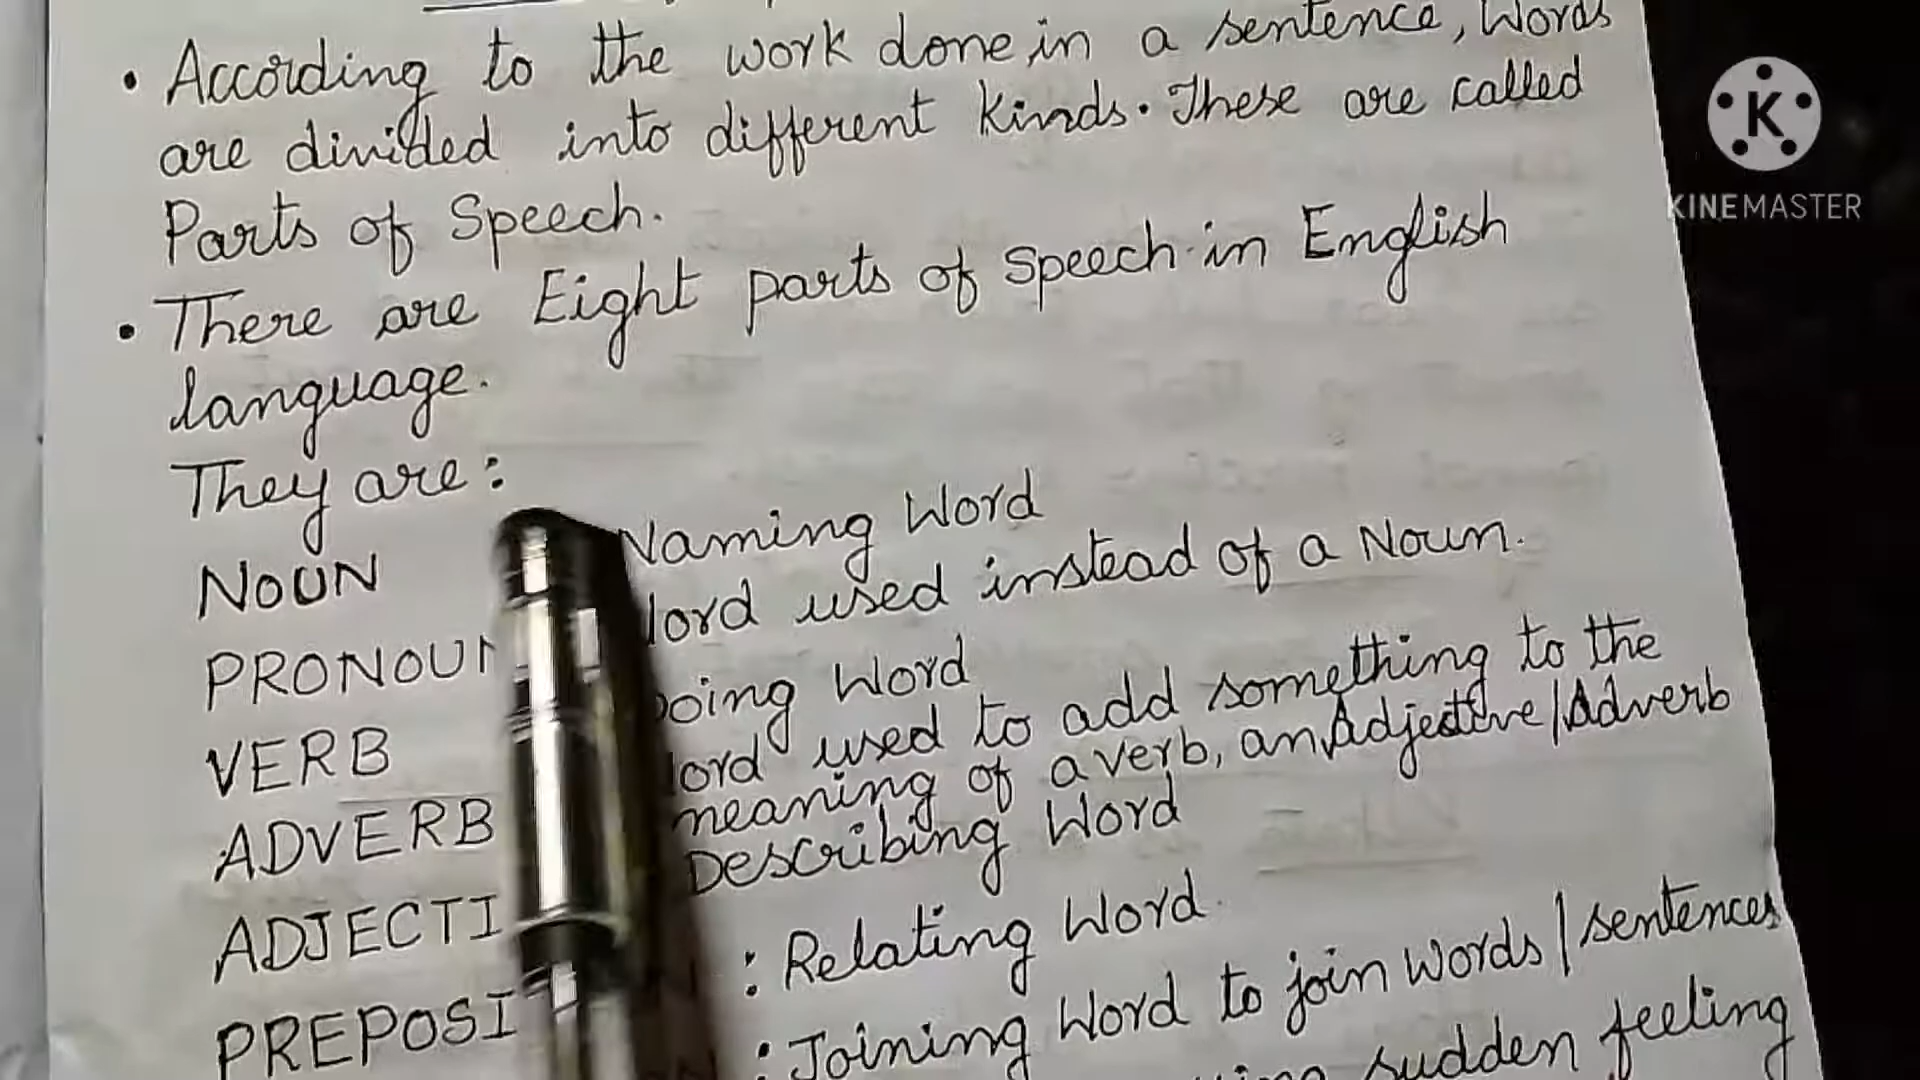 • According to the work done in a sentence, Words
are divided into different kinds. These are called
Parts of Speech.
• There are Eight parts of speech in English
language.
They are:
NOUN Naming Word
PRONOUN Word used instead of a Noun.
VERB Doing Word
ADVERB Word used to add something to the
meaning of a verb, an Adjective/Adverb
ADJECTI Describing Word
PREPOSI : Relating Word.
: Joining Word to join words/sentences
sudden feeling
K
KINEMASTER